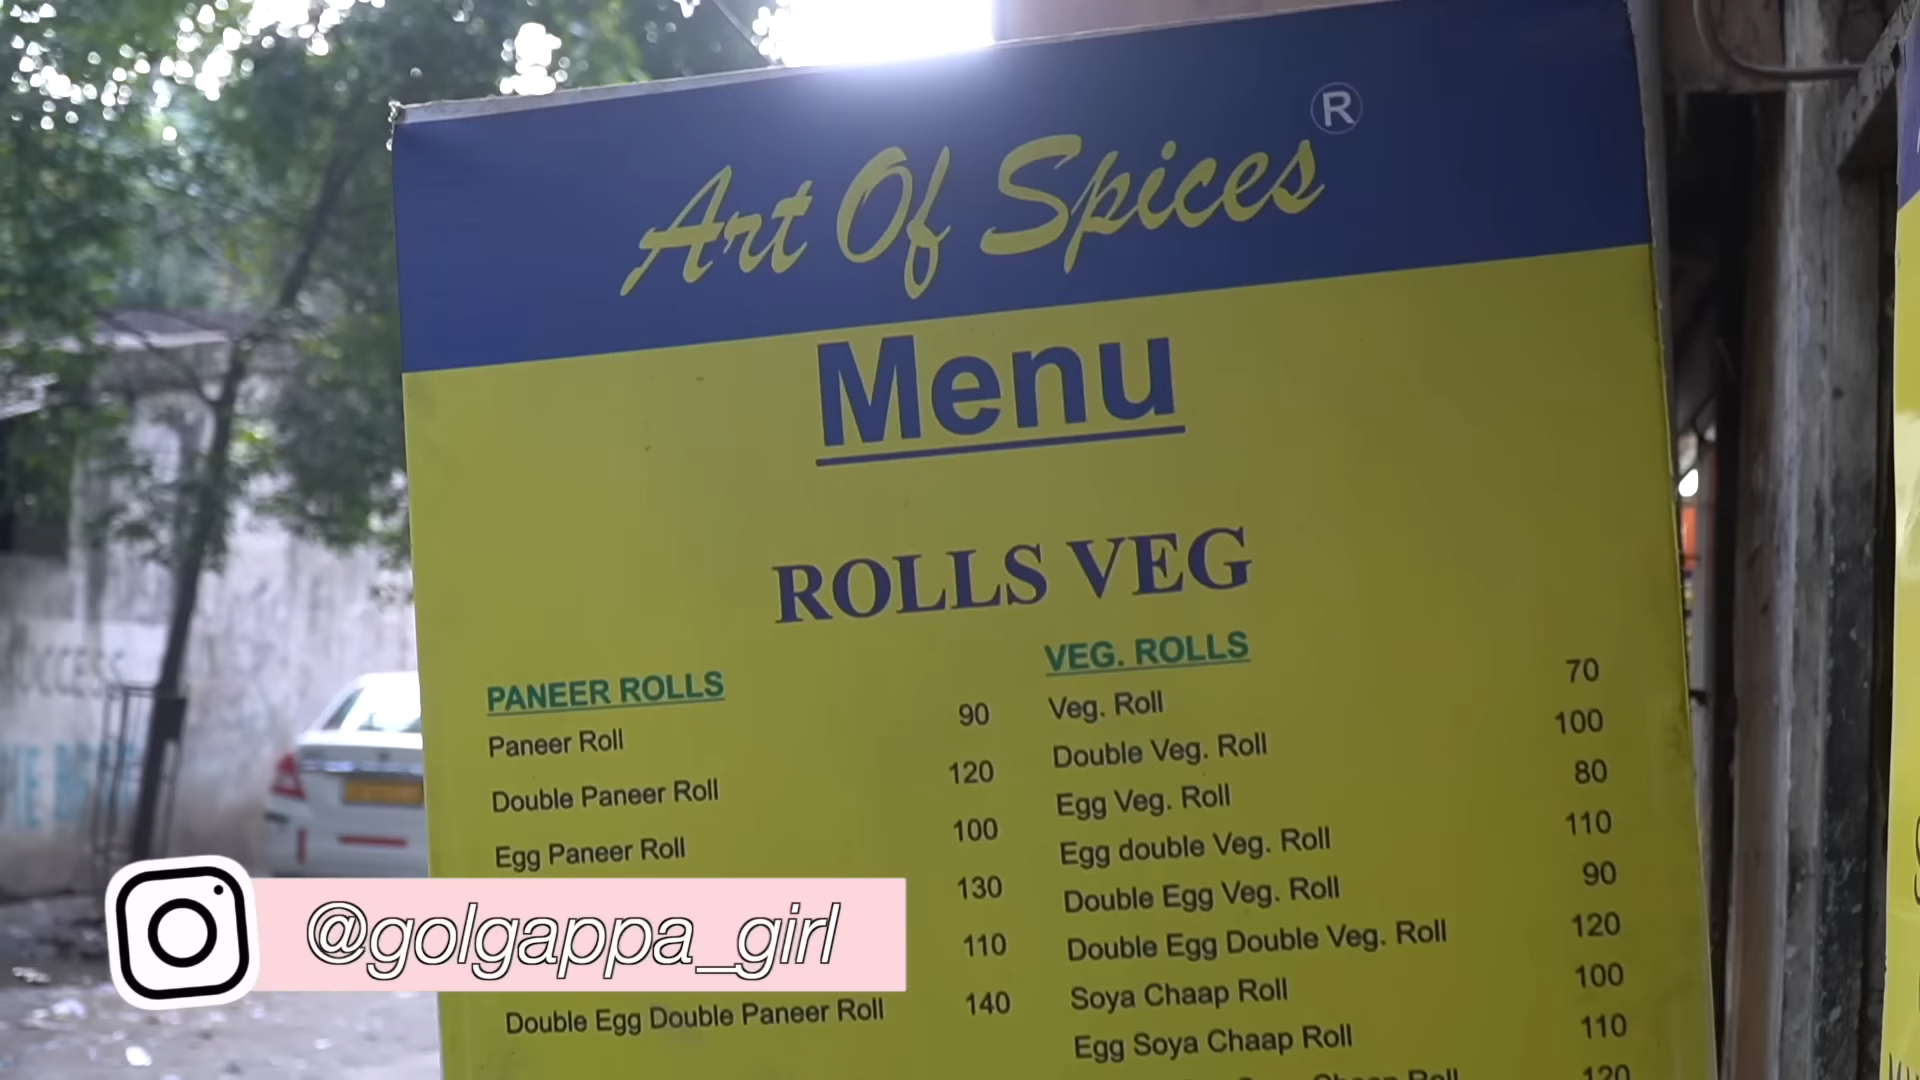 Art Of Spices ®
Menu
ROLLS VEG
PANEER ROLLS
Paneer Roll 90
Double Paneer Roll 120
Egg Paneer Roll 100
130
110
Double Egg Double Paneer Roll 140
VEG. ROLLS
Veg. Roll 70
Double Veg. Roll 100
Egg Veg. Roll 80
Egg double Veg. Roll 110
Double Egg Veg. Roll 90
Double Egg Double Veg. Roll 120
Soya Chaap Roll 100
Egg Soya Chaap Roll 110
Chaap Roll 120
@golgappa_girl